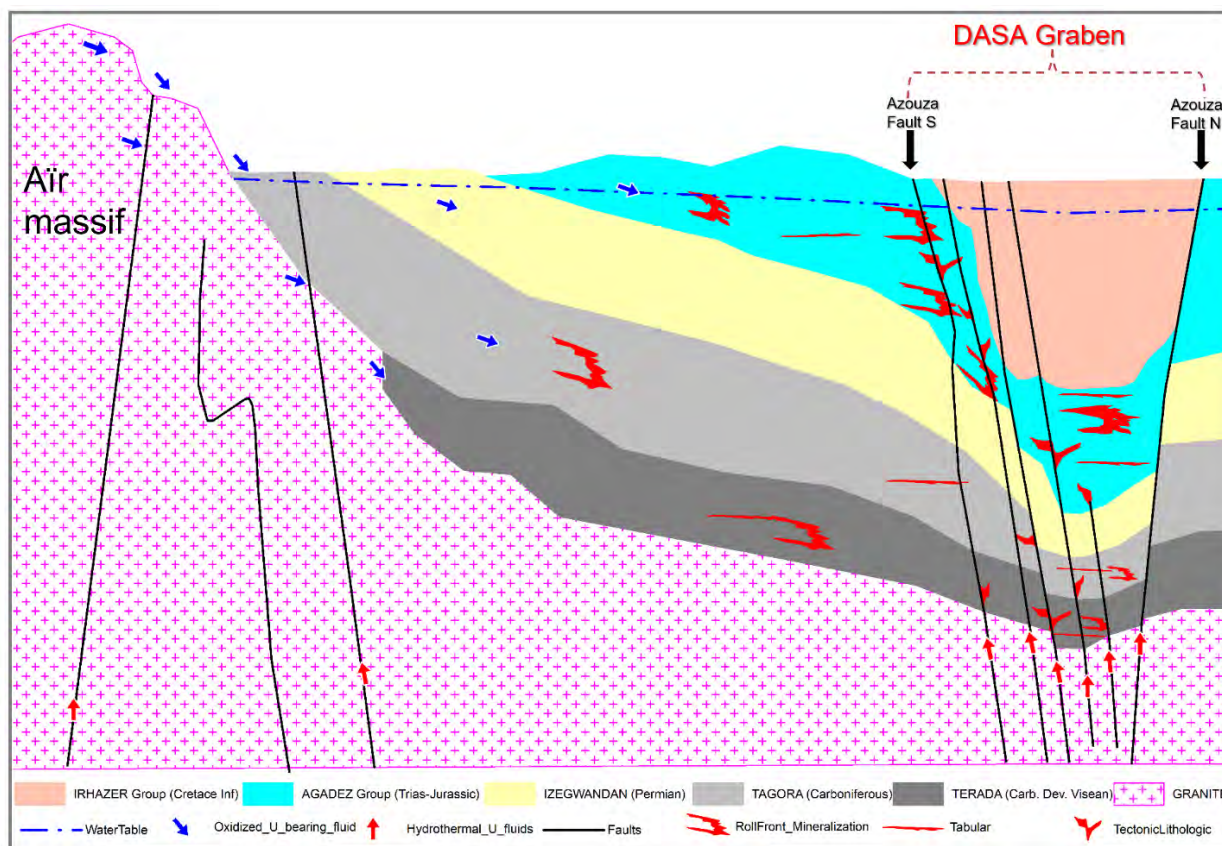 DASA Graben
Azouza
Fault S
Azouza
Fault N
Aïr
massif
IRHAZER Group (Cretace Inf)
AGADEZ Group (Trias-Jurassic)
IZEGWANDAN (Permian)
TAGORA (Carboniferous)
TERADA (Carb. Dev. Visean)
GRANITE
WaterTable
Oxidized_U_bearing_fluid
Hydrothermal_U_fluids
Faults
RollFront_Mineralization
Tabular
TectonicLithologic